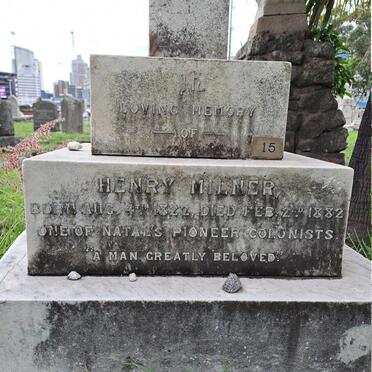 IN
LOVING MEMORY
— OF —
15
HENRY MILNER,
BORN AUG. 4TH 1822, DIED FEB. 2ND 1882
ONE OF NATAL'S PIONEER COLONISTS
"A MAN GREATLY BELOVED."